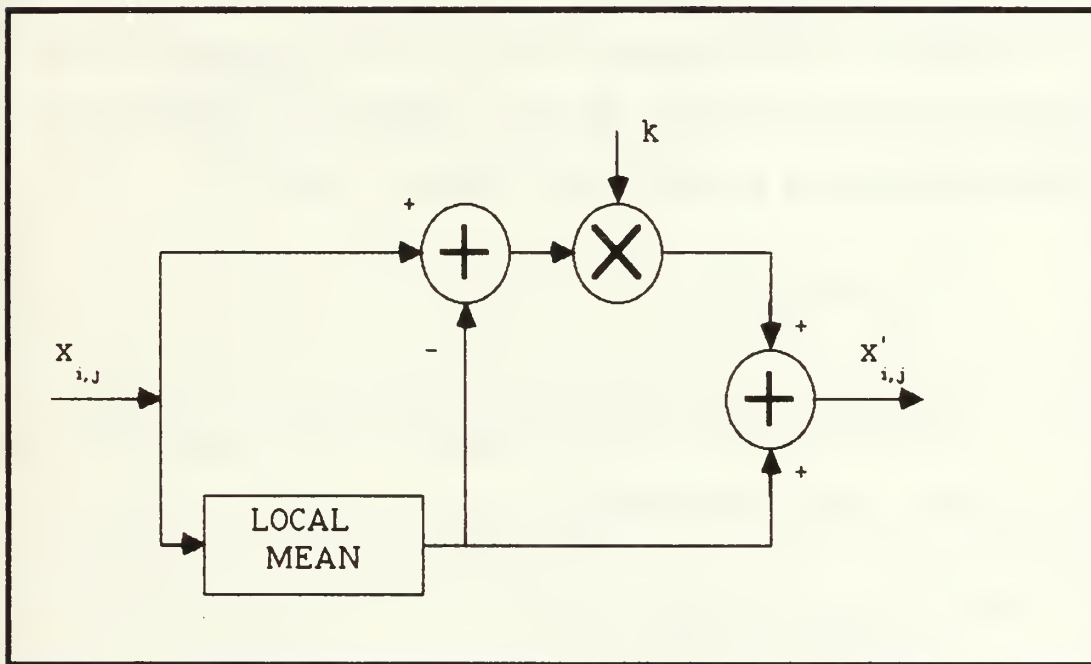 k
+
-
X i,j
+
X' i,j
+
LOCAL
MEAN